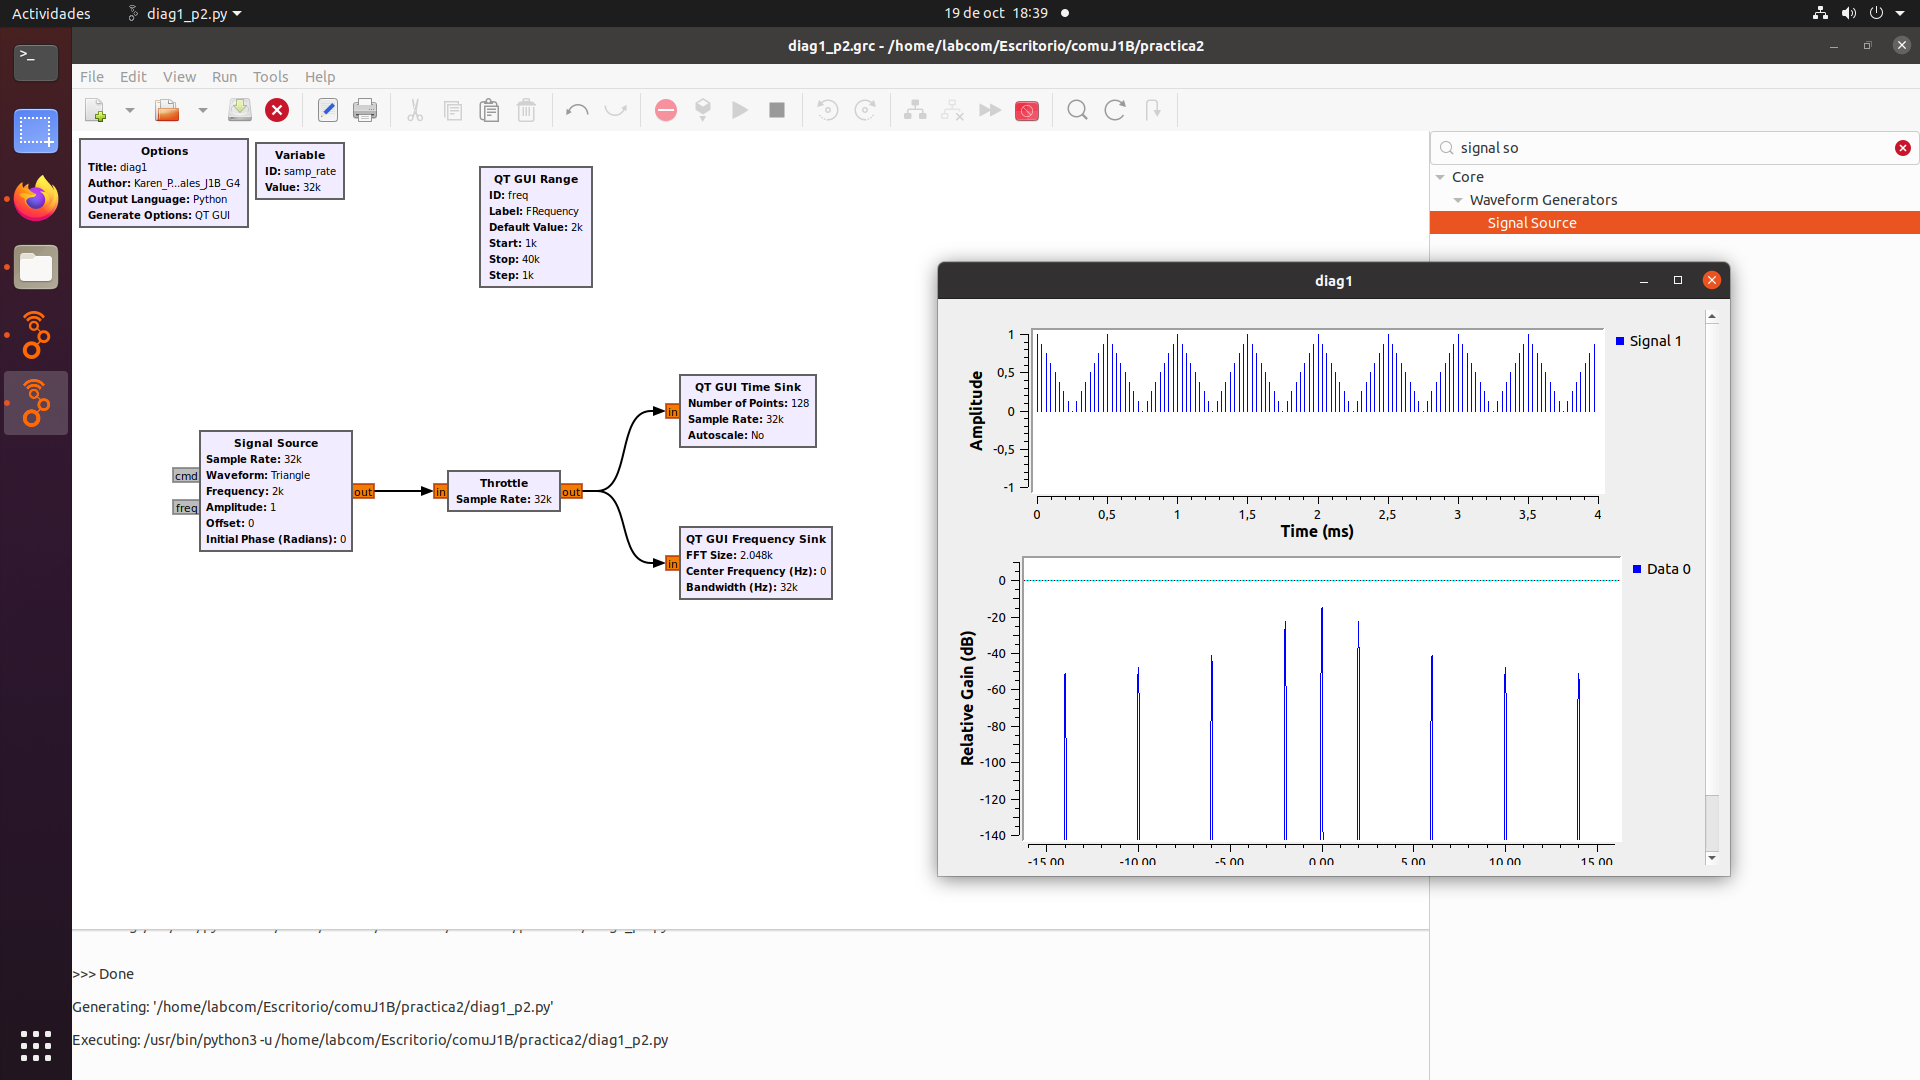 Actividades
diag1_p2.py
19 de oct 18:39
diag1_p2.grc - /home/labcom/Escritorio/comuJ1B/practica2
File Edit View Run Tools Help
Options
Title: diag1
Author: Karen_P...ales_J1B_G4
Output Language: Python
Generate Options: QT GUI
Variable
ID: samp_rate
Value: 32k
QT GUI Range
ID: freq
Label: FRequency
Default Value: 2k
Start: 1k
Stop: 40k
Step: 1k
signal so
Core
Waveform Generators
Signal Source
Signal Source
Sample Rate: 32k
Waveform: Triangle
Frequency: 2k
Amplitude: 1
Offset: 0
Initial Phase (Radians): 0
cmd
freq
out
in
Throttle
Sample Rate: 32k
out
in
QT GUI Time Sink
Number of Points: 128
Sample Rate: 32k
Autoscale: No
in
QT GUI Frequency Sink
FFT Size: 2.048k
Center Frequency (Hz): 0
Bandwidth (Hz): 32k
diag1
Amplitude
1
0,5
0
-0,5
-1
0 0,5 1 1,5 2 2,5 3 3,5 4
Time (ms)
Signal 1
Relative Gain (dB)
0
-20
-40
-60
-80
-100
-120
-140
-15.00 -10.00 -5.00 0.00 5.00 10.00 15.00
Data 0
>>> Done
Generating: '/home/labcom/Escritorio/comuJ1B/practica2/diag1_p2.py'
Executing: /usr/bin/python3 -u /home/labcom/Escritorio/comuJ1B/practica2/diag1_p2.py